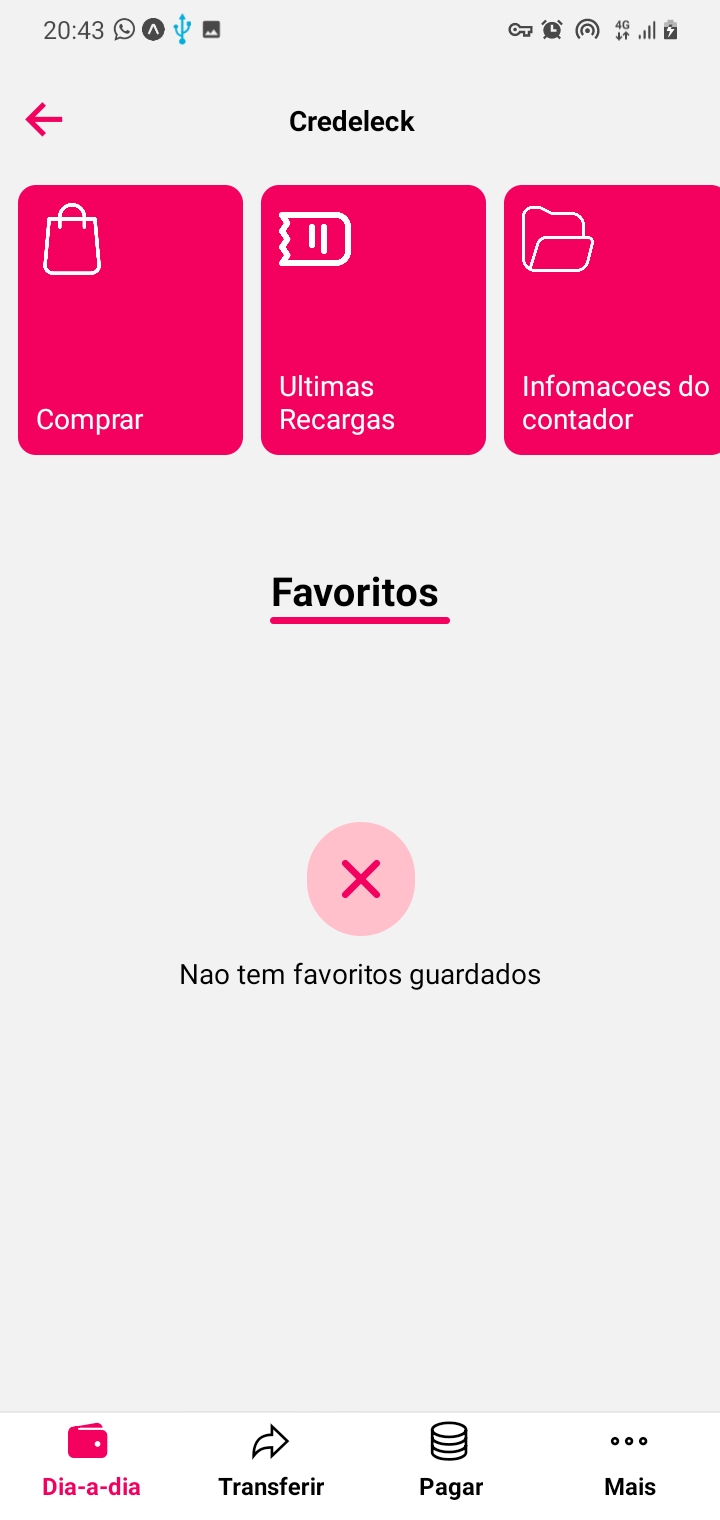 20:43
4G
Credeleck
Comprar
Ultimas
Recargas
Infomacoes do
contador
Favoritos
Nao tem favoritos guardados
Dia-a-dia
Transferir
Pagar
Mais